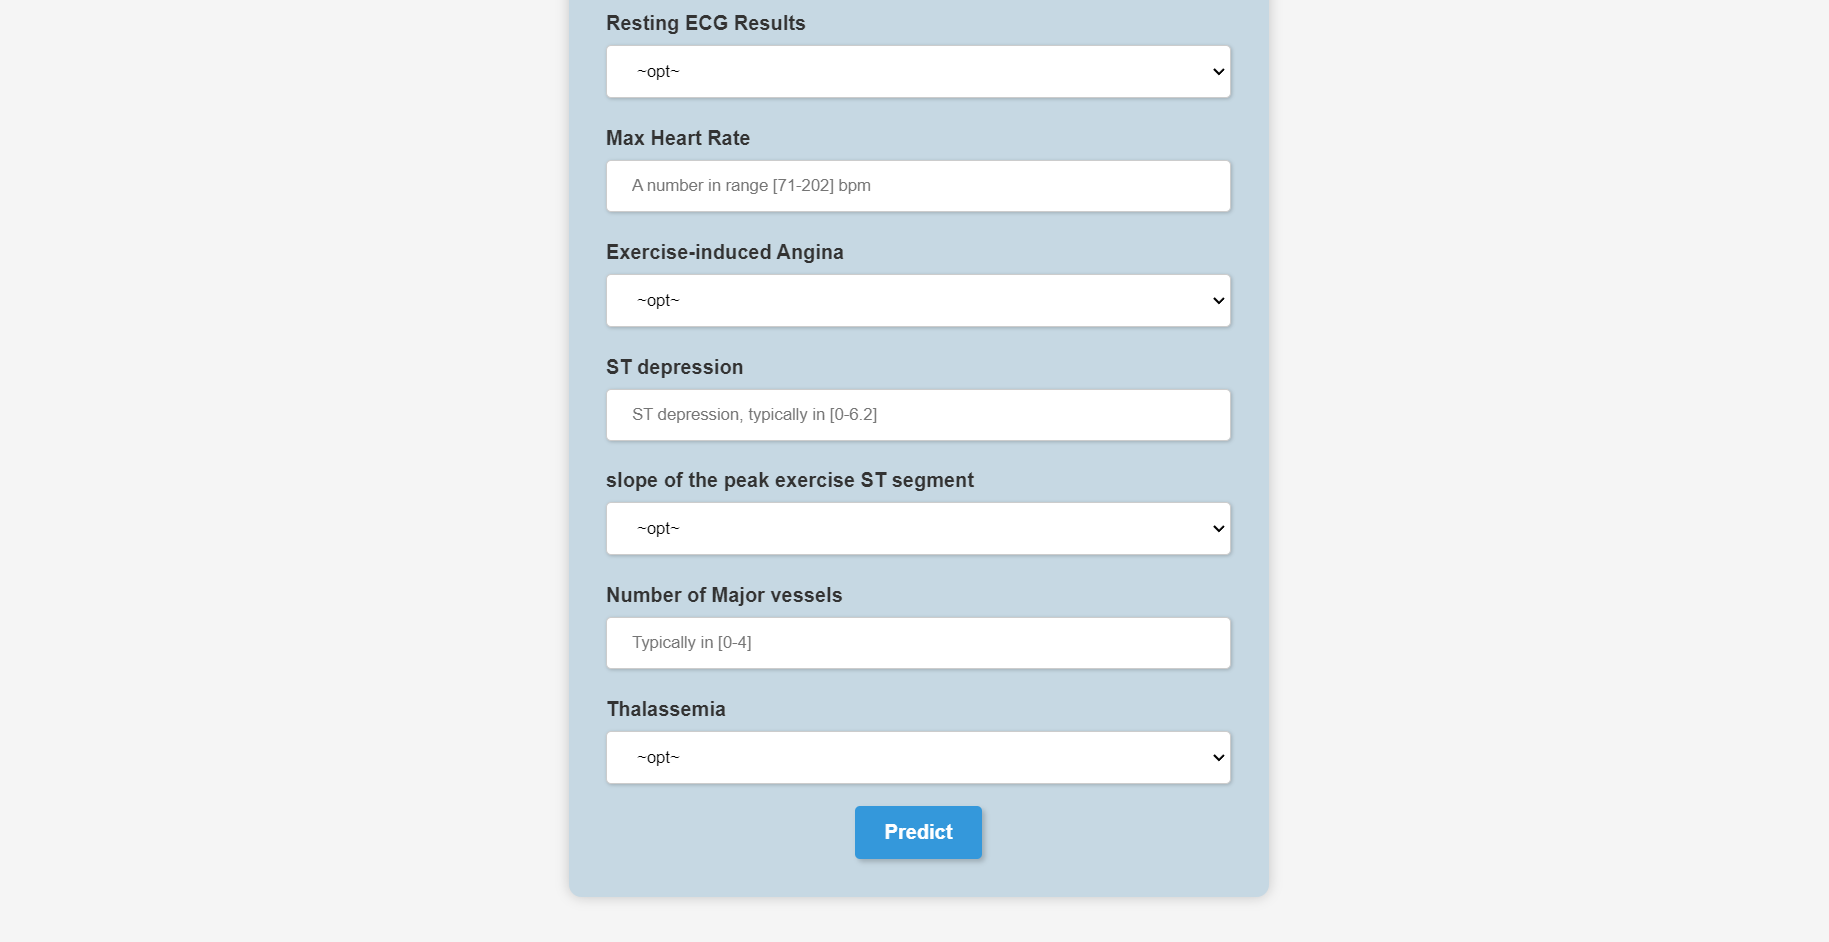 Resting ECG Results
~opt~
Max Heart Rate
A number in range [71-202] bpm
Exercise-induced Angina
~opt~
ST depression
ST depression, typically in [0-6.2]
slope of the peak exercise ST segment
~opt~
Number of Major vessels
Typically in [0-4]
Thalassemia
~opt~
Predict